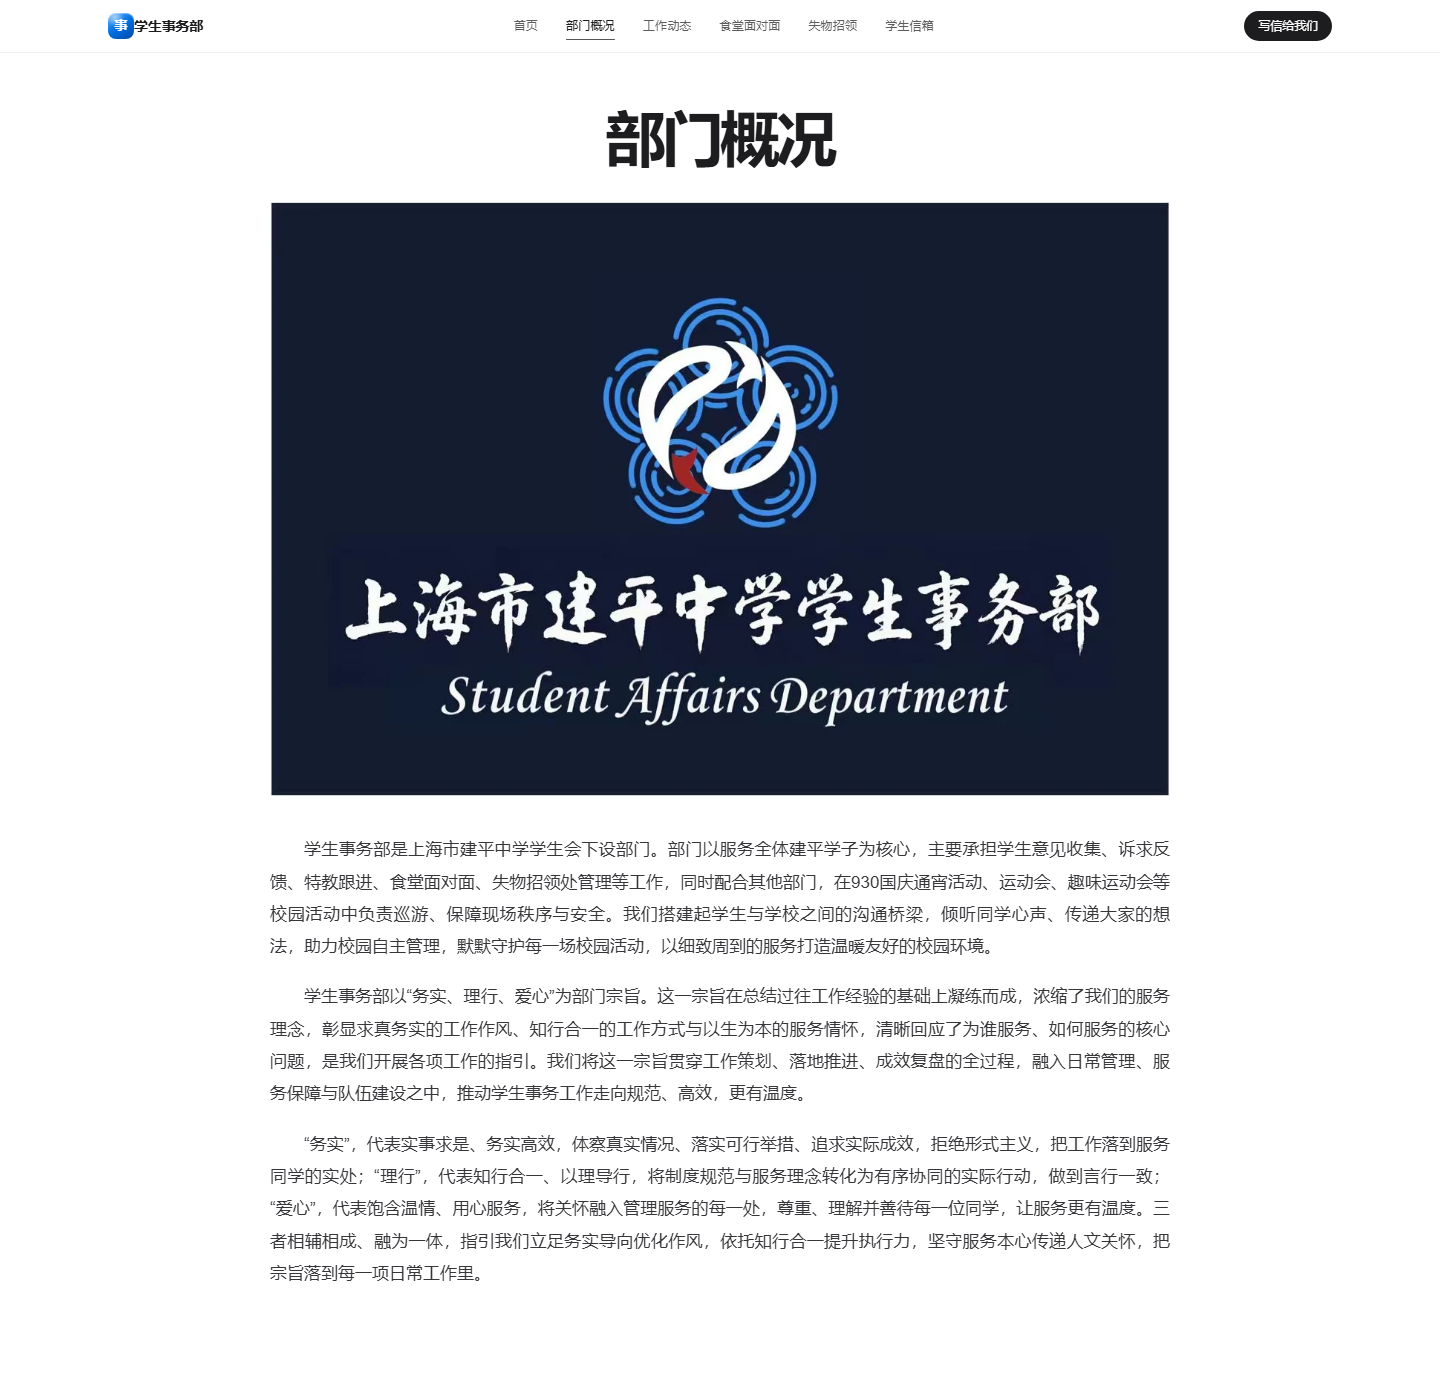 事 学生事务部
首页 部门概况 工作动态 食堂面对面 失物招领 学生信箱
写信给我们
部门概况
上海市建平中学学生事务部
Student Affairs Department
学生事务部是上海市建平中学学生会下设部门。部门以服务全体建平学子为核心，主要承担学生意见收集、诉求反
馈、特教跟进、食堂面对面、失物招领处管理等工作，同时配合其他部门，在930国庆通宵活动、运动会、趣味运动会等
校园活动中负责巡游、保障现场秩序与安全。我们搭建起学生与学校之间的沟通桥梁，倾听同学心声、传递大家的想
法，助力校园自主管理，默默守护每一场校园活动，以细致周到的服务打造温暖友好的校园环境。
学生事务部以“务实、理行、爱心”为部门宗旨。这一宗旨在总结过往工作经验的基础上凝练而成，浓缩了我们的服务
理念，彰显求真务实的工作作风、知行合一的工作方式与以生为本的服务情怀，清晰回应了为谁服务、如何服务的核心
问题，是我们开展各项工作的指引。我们将这一宗旨贯穿工作策划、落地推进、成效复盘的全过程，融入日常管理、服
务保障与队伍建设之中，推动学生事务工作走向规范、高效，更有温度。
“务实”，代表实事求是、务实高效，体察真实情况、落实可行举措、追求实际成效，拒绝形式主义，把工作落到服务
同学的实处；“理行”，代表知行合一、以理导行，将制度规范与服务理念转化为有序协同的实际行动，做到言行一致；
“爱心”，代表饱含温情、用心服务，将关怀融入管理服务的每一处，尊重、理解并善待每一位同学，让服务更有温度。三
者相辅相成、融为一体，指引我们立足务实导向优化作风，依托知行合一提升执行力，坚守服务本心传递人文关怀，把
宗旨落到每一项日常工作里。